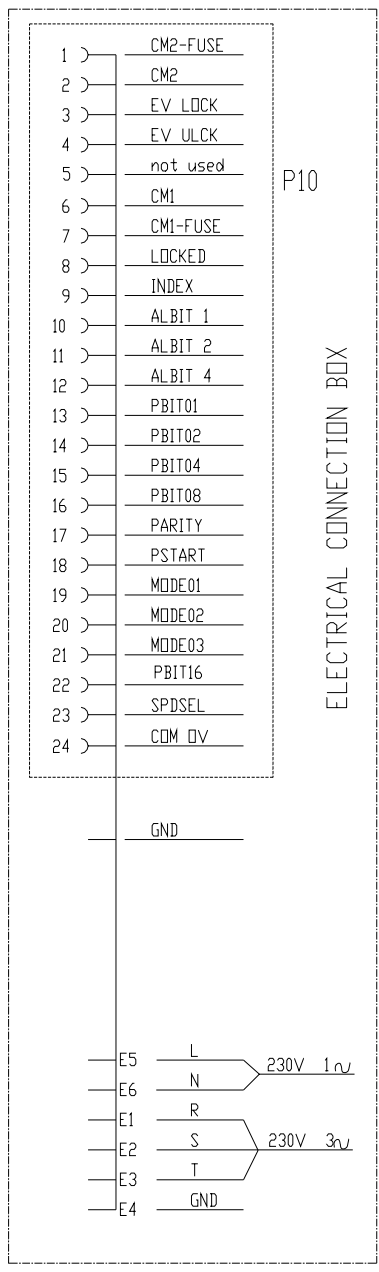 1 CM2-FUSE
2 CM2
3 EV LOCK
4 EV ULCK
5 not used
6 CM1
7 CM1-FUSE
8 LOCKED
9 INDEX
10 ALBIT 1
11 ALBIT 2
12 ALBIT 4
13 PBIT01
14 PBIT02
15 PBIT04
16 PBIT08
17 PARITY
18 PSTART
19 MODE01
20 MODE02
21 MODE03
22 PBIT16
23 SPDSEL
24 COM 0V
P10
ELECTRICAL CONNECTION BOX
GND
E5 L
E6 N
230V 1~
E1 R
E2 S
E3 T
230V 3~
E4 GND